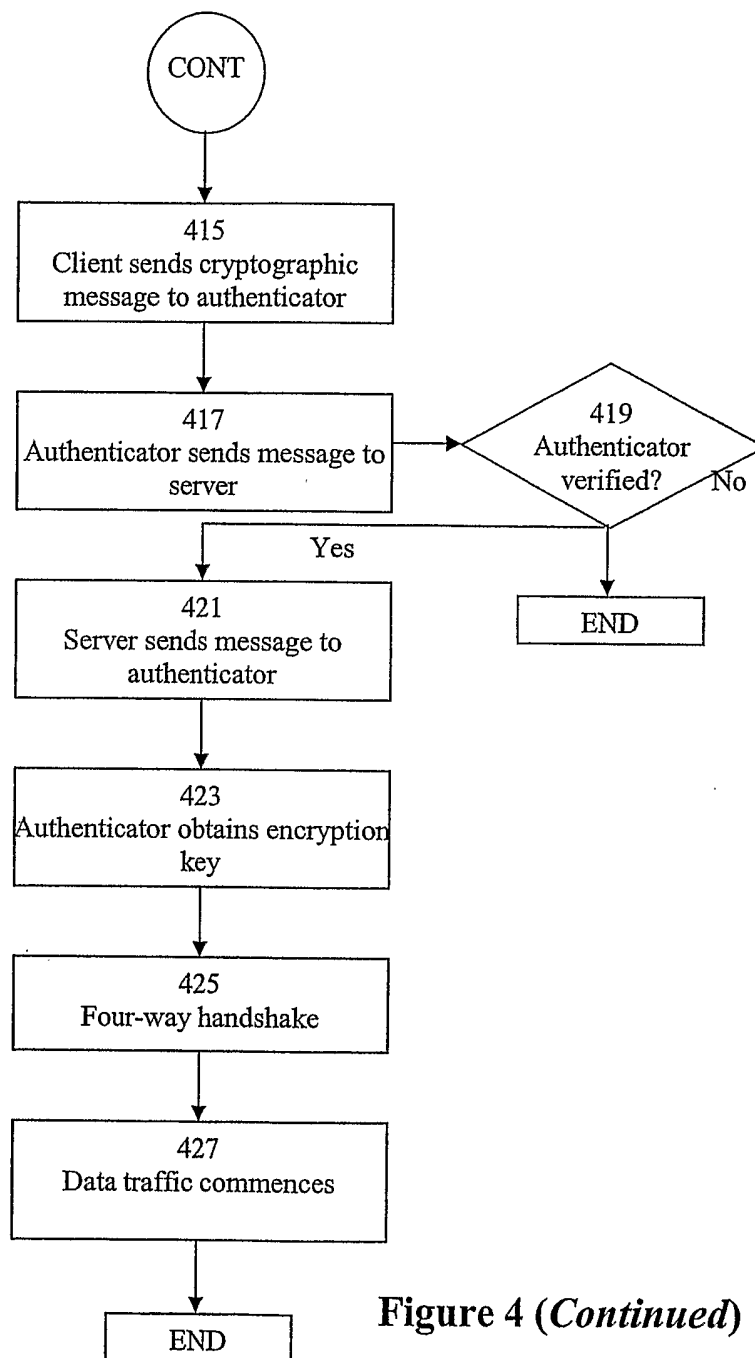 CONT
415
Client sends cryptographic
message to authenticator
417
Authenticator sends message to
server
419
Authenticator
verified?
No
Yes
END
421
Server sends message to
authenticator
423
Authenticator obtains encryption
key
425
Four-way handshake
427
Data traffic commences
END
Figure 4 (Continued)